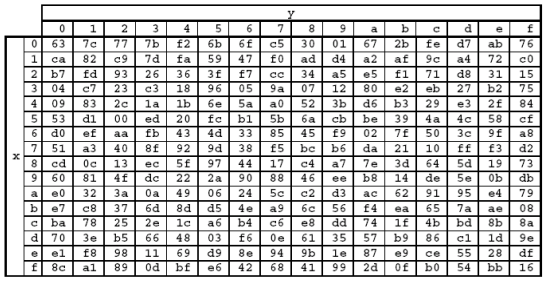 y
0 1 2 3 4 5 6 7 8 9 a b c d e f
0 63 7c 77 7b f2 6b 6f c5 30 01 67 2b fe d7 ab 76
1 ca 82 c9 7d fa 59 47 f0 ad d4 a2 af 9c a4 72 c0
2 b7 fd 93 26 36 3f f7 cc 34 a5 e5 f1 71 d8 31 15
3 04 c7 23 c3 18 96 05 9a 07 12 80 e2 eb 27 b2 75
4 09 83 2c 1a 1b 6e 5a a0 52 3b d6 b3 29 e3 2f 84
5 53 d1 00 ed 20 fc b1 5b 6a cb be 39 4a 4c 58 cf
6 d0 ef aa fb 43 4d 33 85 45 f9 02 7f 50 3c 9f a8
x 7 51 a3 40 8f 92 9d 38 f5 bc b6 da 21 10 ff f3 d2
8 cd 0c 13 ec 5f 97 44 17 c4 a7 7e 3d 64 5d 19 73
9 60 81 4f dc 22 2a 90 88 46 ee b8 14 de 5e 0b db
a e0 32 3a 0a 49 06 24 5c c2 d3 ac 62 91 95 e4 79
b e7 c8 37 6d 8d d5 4e a9 6c 56 f4 ea 65 7a ae 08
c ba 78 25 2e 1c a6 b4 c6 e8 dd 74 1f 4b bd 8b 8a
d 70 3e b5 66 48 03 f6 0e 61 35 57 b9 86 c1 1d 9e
e e1 f8 98 11 69 d9 8e 94 9b 1e 87 e9 ce 55 28 df
f 8c a1 89 0d bf e6 42 68 41 99 2d 0f b0 54 bb 16